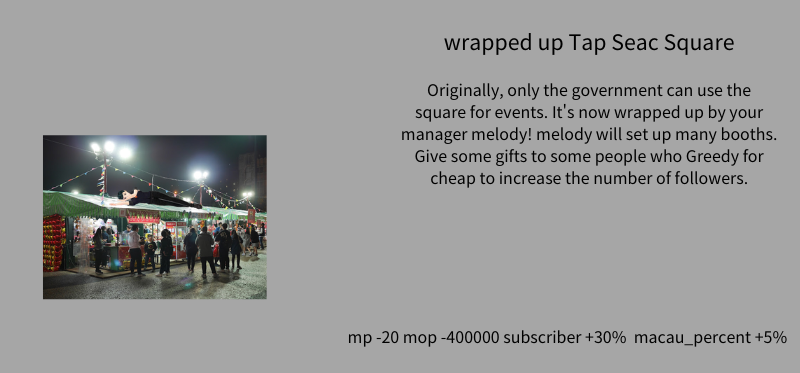 wrapped up Tap Seac Square
Originally, only the government can use the
square for events. It's now wrapped up by your
manager melody! melody will set up many booths.
Give some gifts to some people who Greedy for
cheap to increase the number of followers.
mp -20 mop -400000 subscriber +30%  macau_percent +5%